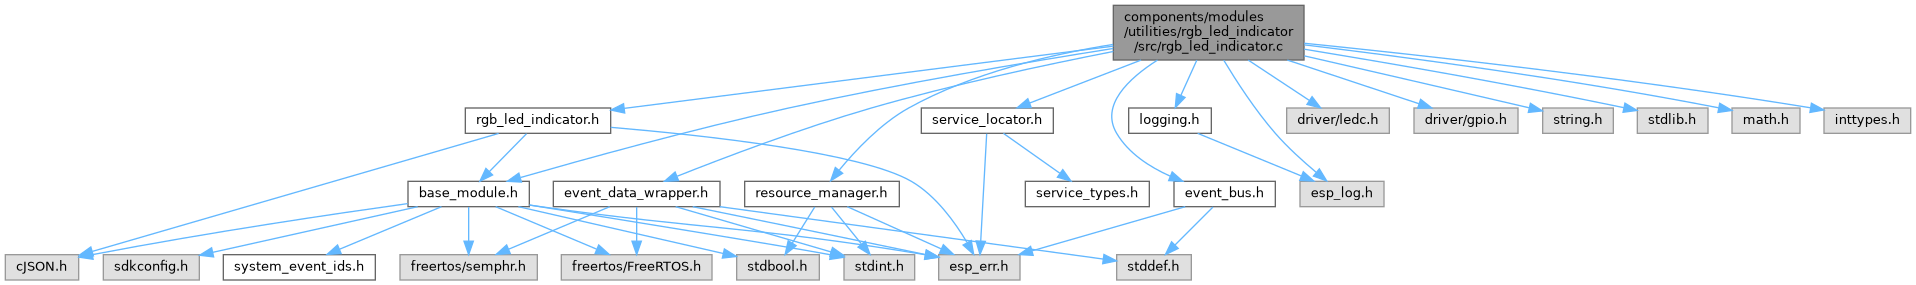 components/modules
/utilities/rgb_led_indicator
/src/rgb_led_indicator.c
rgb_led_indicator.h
service_locator.h
logging.h
driver/ledc.h
driver/gpio.h
string.h
stdlib.h
math.h
inttypes.h
base_module.h
event_data_wrapper.h
resource_manager.h
service_types.h
event_bus.h
esp_log.h
cJSON.h
sdkconfig.h
system_event_ids.h
freertos/semphr.h
freertos/FreeRTOS.h
stdbool.h
stdint.h
esp_err.h
stddef.h